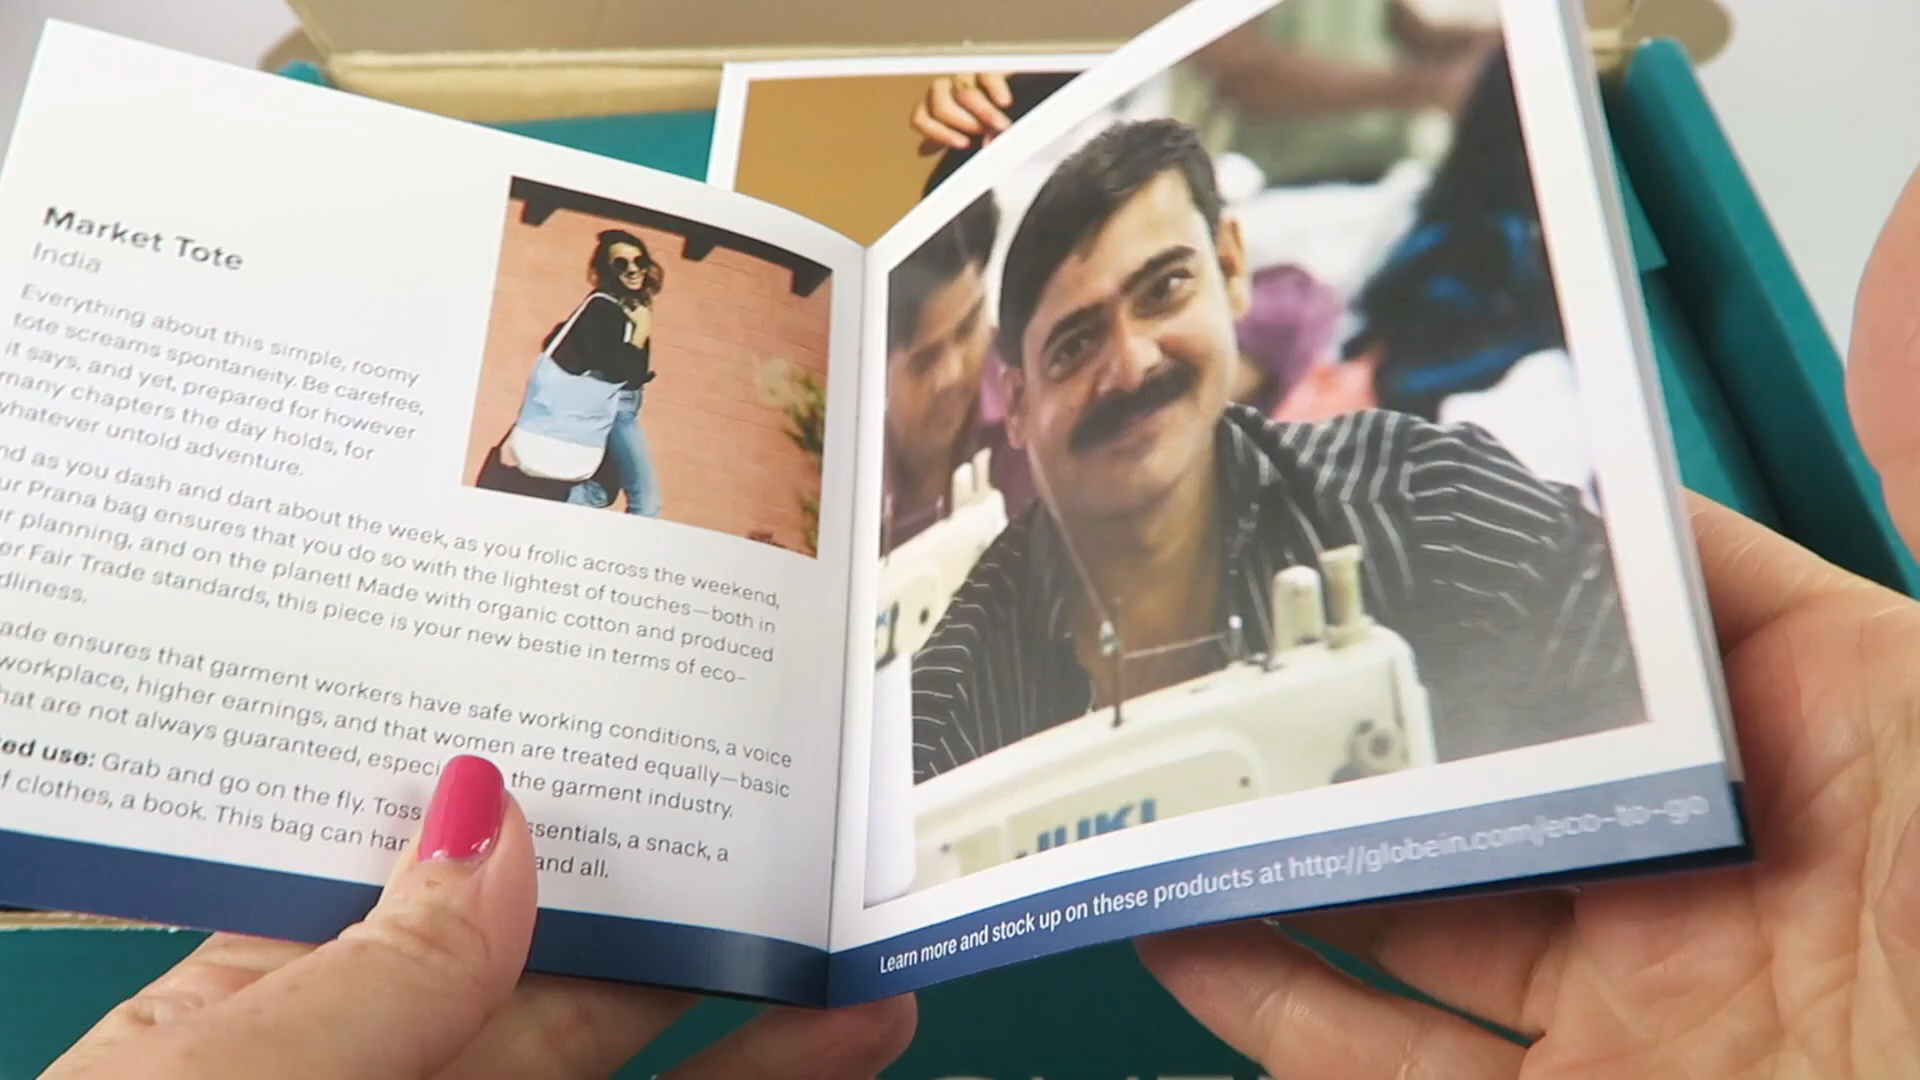 Market Tote
India
Everything about this simple, roomy
tote screams spontaneity. Be carefree,
it says, and yet, prepared for however
many chapters the day holds, for
whatever untold adventure.
nd as you dash and dart about the week, as you frolic across the weekend,
ur Prana bag ensures that you do so with the lightest of touches—both in
r planning, and on the planet! Made with organic cotton and produced
er Fair Trade standards, this piece is your new bestie in terms of eco-
dliness.
ade ensures that garment workers have safe working conditions, a voice
workplace, higher earnings, and that women are treated equally—basic
hat are not always guaranteed, especi the garment industry.
ed use: Grab and go on the fly. Toss ssentials, a snack, a
f clothes, a book. This bag can han and all.
JUKI
Learn more and stock up on these products at http://globein.com/eco-to-go